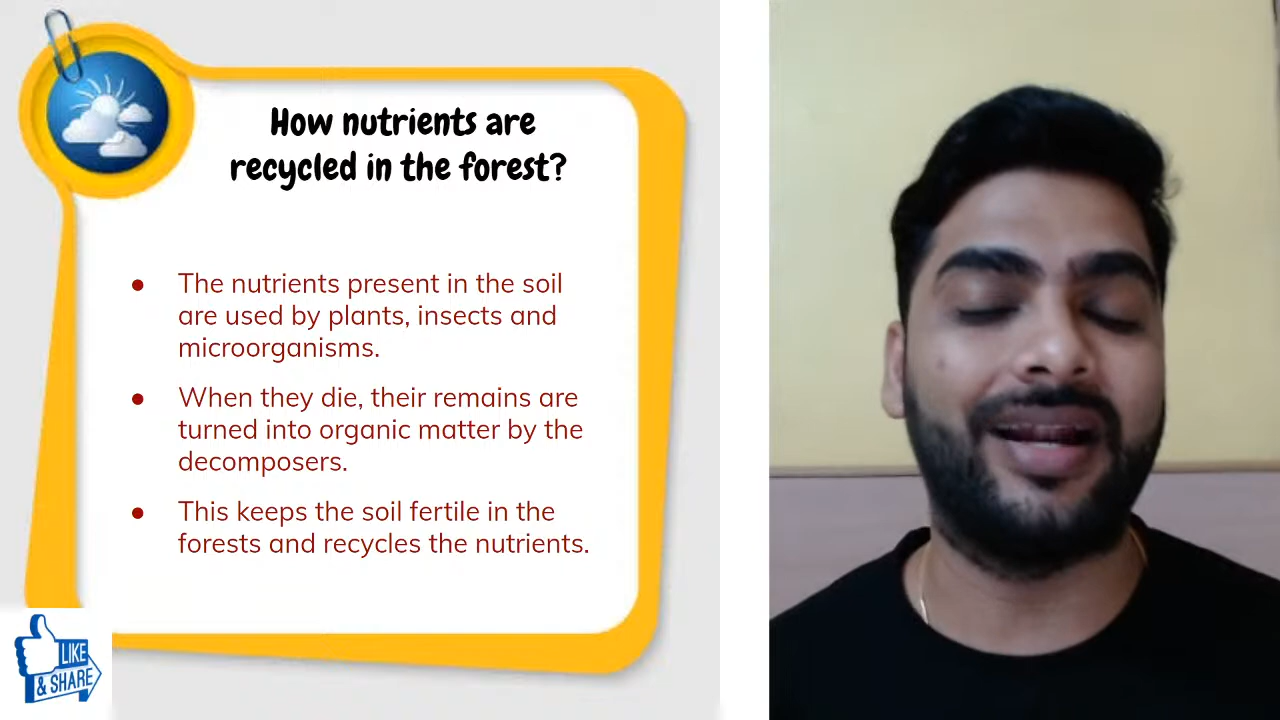 How nutrients are
recycled in the forest?
● The nutrients present in the soil
are used by plants, insects and
microorganisms.
● When they die, their remains are
turned into organic matter by the
decomposers.
● This keeps the soil fertile in the
forests and recycles the nutrients.
LIKE
& SHARE